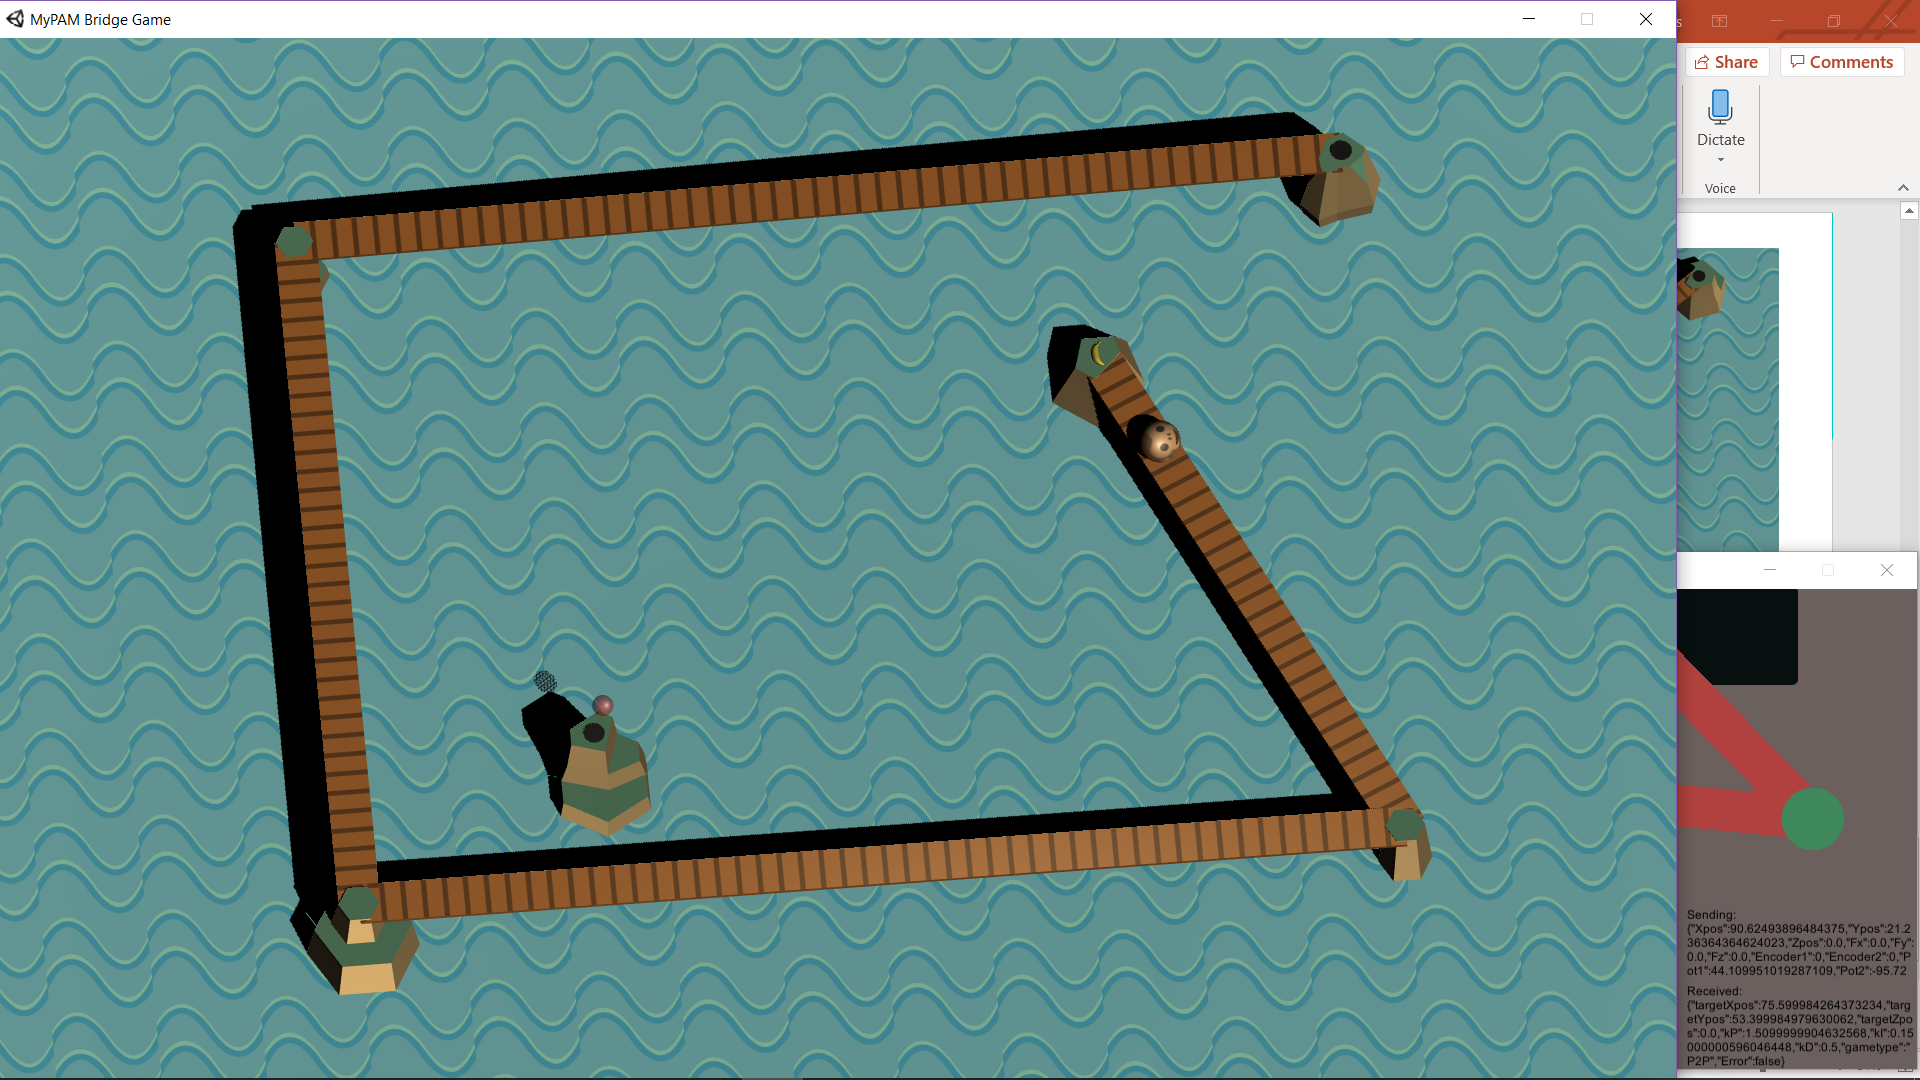 MyPAM Bridge Game
Share
Comments
Dictate
Voice
Sending:
{"Xpos":90.62493896484375,"Ypos":21.2
36364364624023,"Zpos":0.0,"Fx":0.0,"Fy":
0.0,"Fz":0.0,"Encoder1":0,"Encoder2":0,"P
ot1":44.109951019287109,"Pot2":-95.72
Received:
{"targetXpos":75.599984264373234,"targ
etYpos":53.399984979630062,"targetZpo
s":0.0,"kP":1.5099999904632568,"kI":0.15
000000596046448,"kD":0.5,"gametype":"
P2P","Error":false}